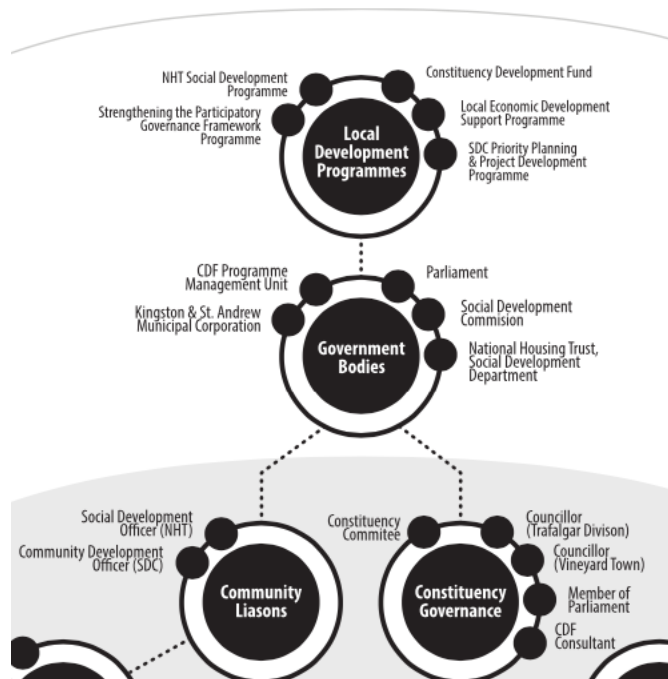 NHT Social Development
Programme
Strengthening the Participatory
Governance Framework
Programme
Constituency Development Fund
Local Economic Development
Support Programme
SDC Priority Planning
& Project Development
Programme
Local
Development
Programmes
CDF Programme
Management Unit
Kingston & St. Andrew
Municipal Corporation
Parliament
Social Development
Commision
National Housing Trust,
Social Development
Department
Government
Bodies
Social Development
Officer (NHT)
Community Development
Officer (SDC)
Community
Liasons
Constituency
Commitee
Councillor
(Trafalgar Divison)
Councillor
(Vineyard Town)
Member of
Parliament
CDF
Consultant
Constituency
Governance